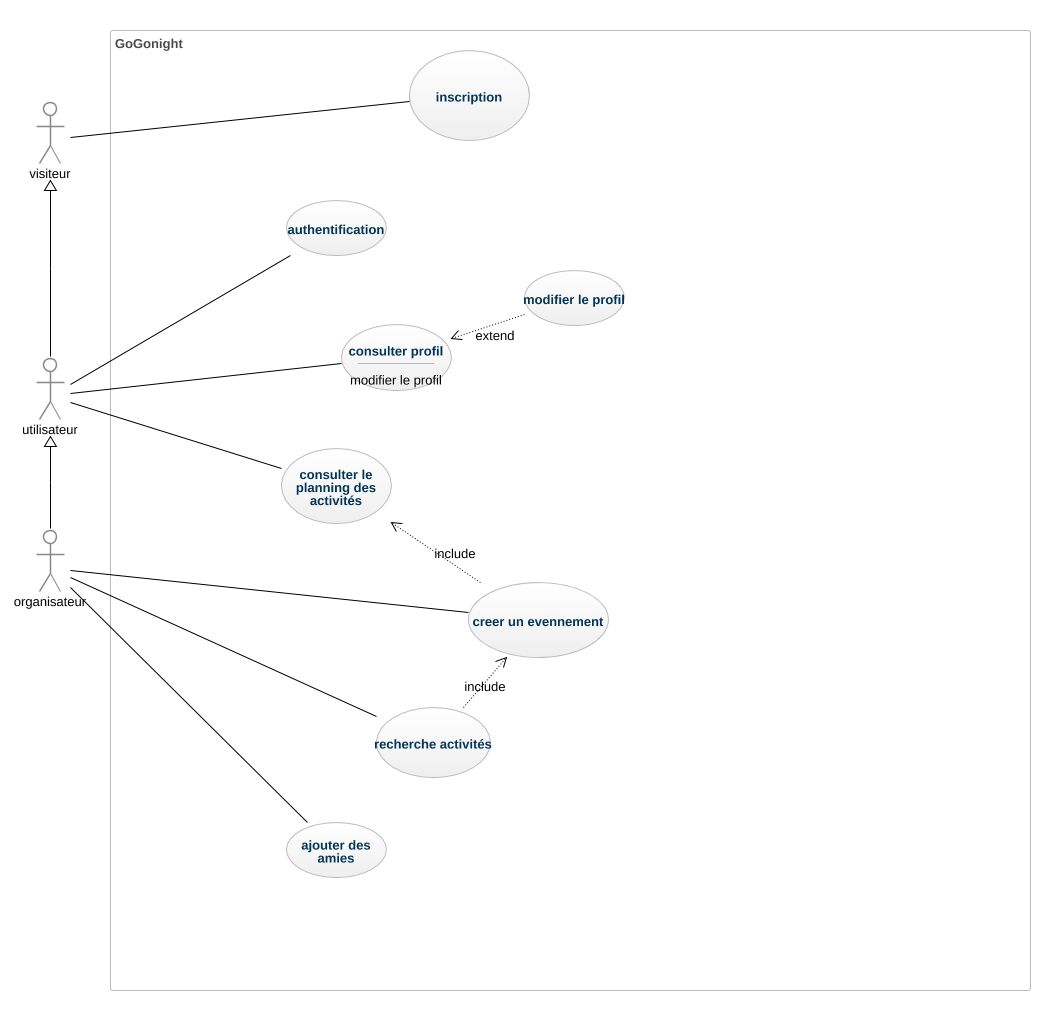 GoGonight
inscription
visiteur
authentification
modifier le profil
extend
consulter profil
modifier le profil
utilisateur
consulter le
planning des
activités
include
organisateur
creer un evennement
include
recherche activités
ajouter des
amies